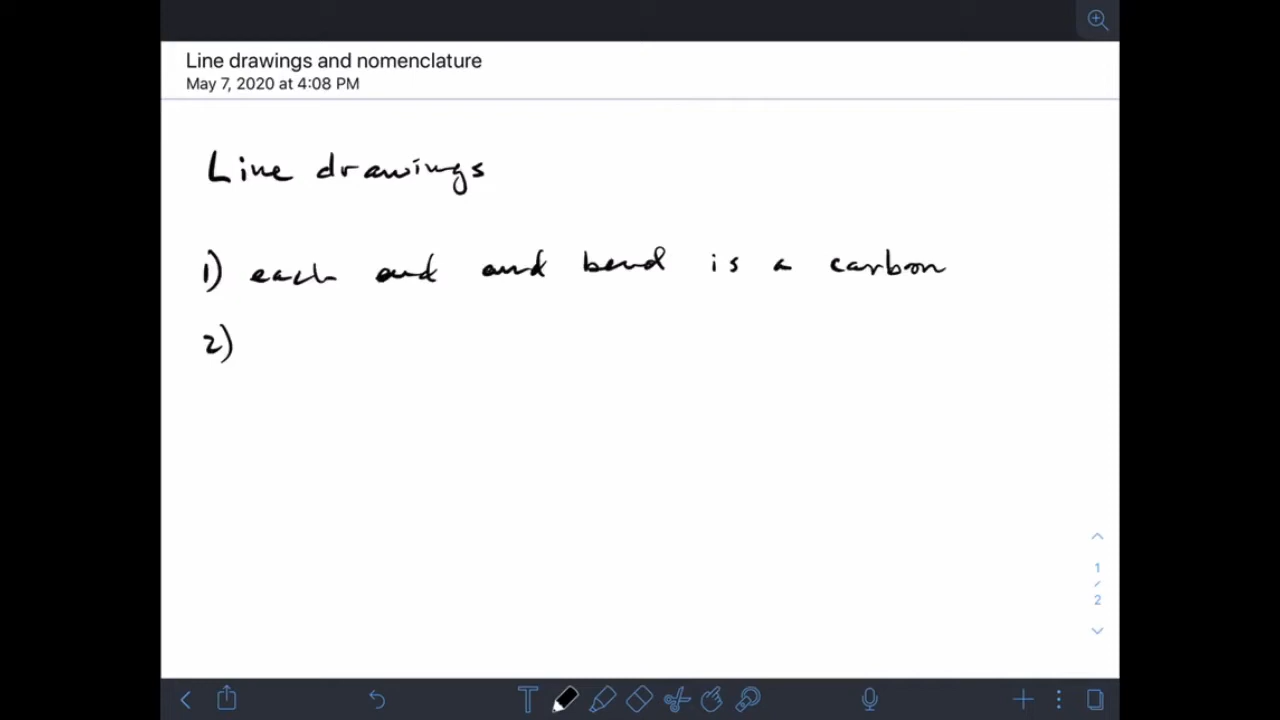 Line drawings and nomenclature
May 7, 2020 at 4:08 PM
Line drawings
1) each end and bend is a carbon
2)
1
2